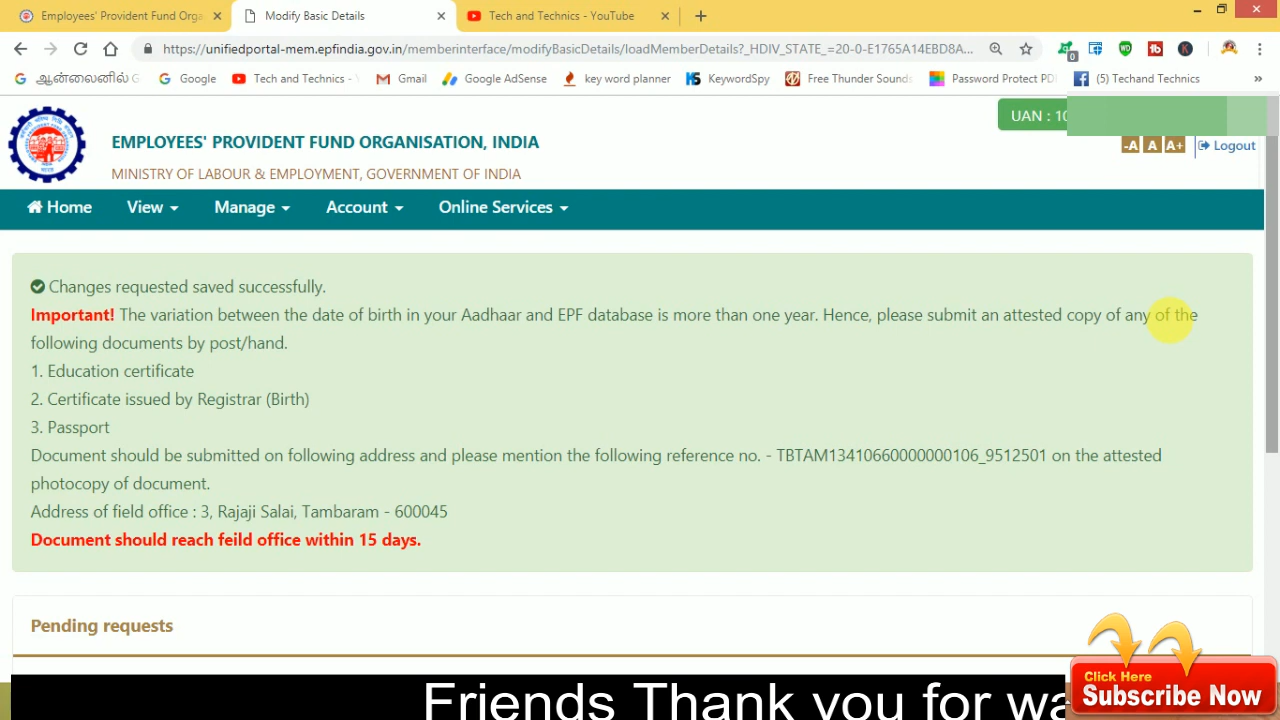 Employees' Provident Fund Orga
Modify Basic Details
Tech and Technics - YouTube
https://unifiedportal-mem.epfindia.gov.in/memberinterface/modifyBasicDetails/loadMemberDetails?_HDIV_STATE_=20-0-E1765A14EBD8A...
ஆன்லைனில் G
Google
Tech and Technics -
Gmail
Google AdSense
key word planner
KeywordSpy
Free Thunder Sounds
Password Protect PD
(5) Techand Technics
»
UAN : 10
EMPLOYEES' PROVIDENT FUND ORGANISATION, INDIA
MINISTRY OF LABOUR & EMPLOYMENT, GOVERNMENT OF INDIA
-A A A+ Logout
Home View Manage Account Online Services
Changes requested saved successfully.
Important! The variation between the date of birth in your Aadhaar and EPF database is more than one year. Hence, please submit an attested copy of any of the
following documents by post/hand.
1. Education certificate
2. Certificate issued by Registrar (Birth)
3. Passport
Document should be submitted on following address and please mention the following reference no. - TBTAM13410660000000106_9512501 on the attested
photocopy of document.
Address of field office : 3, Rajaji Salai, Tambaram - 600045
Document should reach feild office within 15 days.
Pending requests
Click Here
Subscribe Now
Friends Thank you for wa